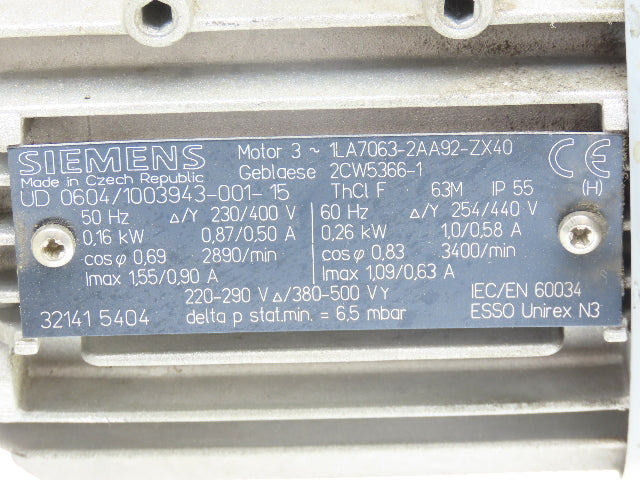 SIEMENS Motor 3 ~ 1LA7063-2AA92-ZX40
Made in Czech Republic Geblaese 2CW5366-1 CE
UD 0604/1003943-001-15 ThCl F 63M IP 55 (H)
50 Hz △/Y 230/400 V 60 Hz △/Y 254/440 V
0,16 kW 0,87/0,50 A 0,26 kW 1,0/0,58 A
cos φ 0,69 2890/min cos φ 0,83 3400/min
Imax 1,55/0,90 A Imax 1,09/0,63 A
220-290 V △/380-500 V Y IEC/EN 60034
32141 5404 delta p stat.min. = 6,5 mbar ESSO Unirex N3